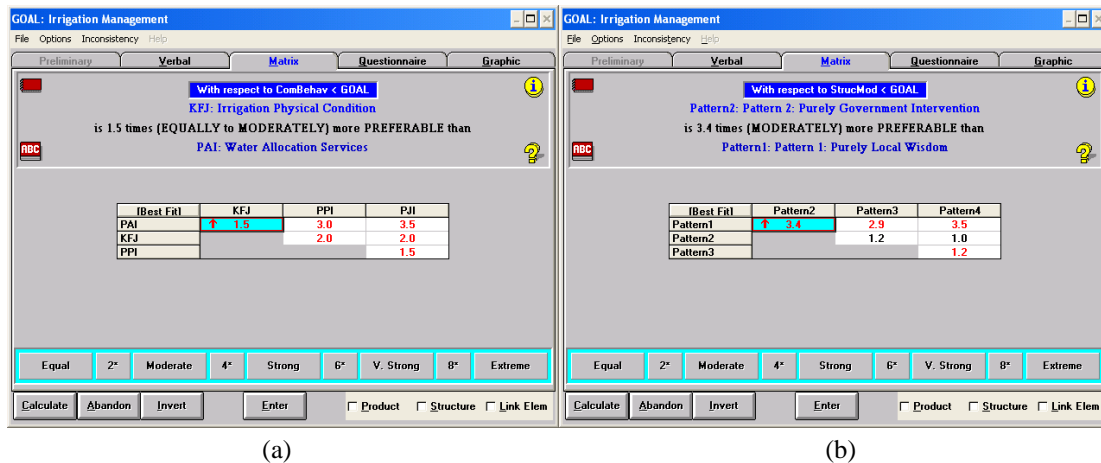 GOAL: Irrigation Management
File Options Inconsistency Help
Preliminary Verbal Matrix Questionnaire Graphic
With respect to ComBehav < GOAL
KFJ: Irrigation Physical Condition
is 1.5 times (EQUALLY to MODERATELY) more PREFERABLE than
ABC
PAI: Water Allocation Services
[Best Fit] KFJ PPI PJI
PAI ↑ 1.5 3.0 3.5
KFJ 2.0 2.0
PPI 1.5
Equal 2* Moderate 4* Strong 6* V. Strong 8* Extreme
Calculate Abandon Invert Enter Product Structure Link Elem
(a)
GOAL: Irrigation Management
File Options Inconsistency Help
Preliminary Verbal Matrix Questionnaire Graphic
With respect to StrucMod < GOAL
Pattern2: Pattern 2: Purely Government Intervention
is 3.4 times (MODERATELY) more PREFERABLE than
ABC
Pattern1: Pattern 1: Purely Local Wisdom
[Best Fit] Pattern2 Pattern3 Pattern4
Pattern1 ↑ 3.4 2.9 3.5
Pattern2 1.2 1.0
Pattern3 1.2
Equal 2* Moderate 4* Strong 6* V. Strong 8* Extreme
Calculate Abandon Invert Enter Product Structure Link Elem
(b)